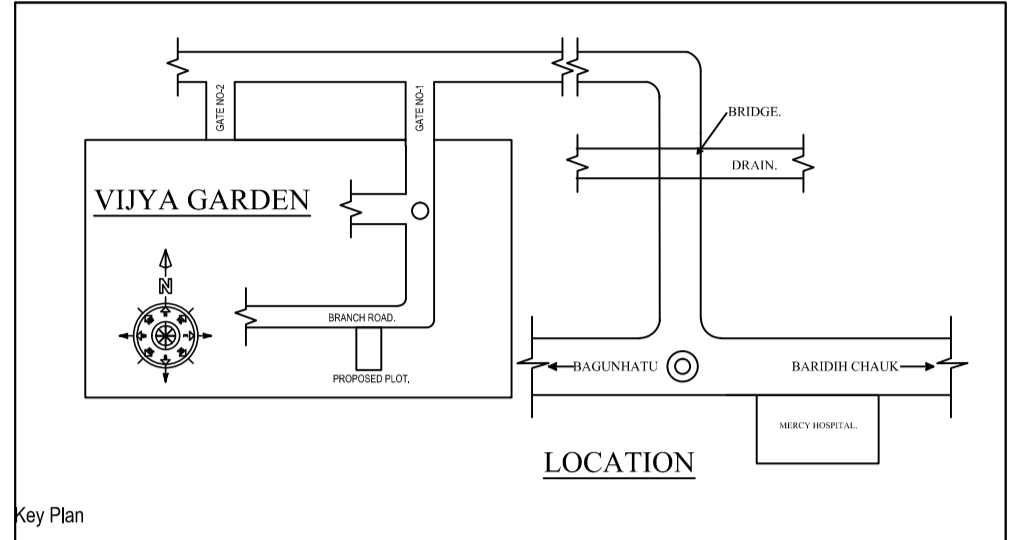 GATE NO-2
GATE NO-1
BRIDGE.
DRAIN.
VIJYA GARDEN
N
BRANCH ROAD.
PROPOSED PLOT.
BAGUNHATU
BARIDIH CHAUK
MERCY HOSPITAL.
LOCATION
Key Plan